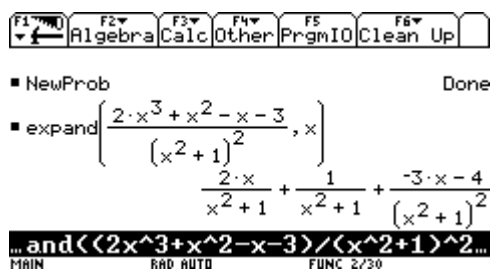 F1 F2 F3 F4 F5 F6
Algebra Calc Other PrgmIO Clean Up
▪ NewProb Done
▪ expand((2·x^3 + x^2 - x - 3)/(x^2 + 1)^2, x)
(2·x)/(x^2 + 1) + 1/(x^2 + 1) + (-3·x - 4)/(x^2 + 1)^2
…and((2x^3+x^2-x-3)/(x^2+1)^2…
MAIN RAD AUTO FUNC 2/30